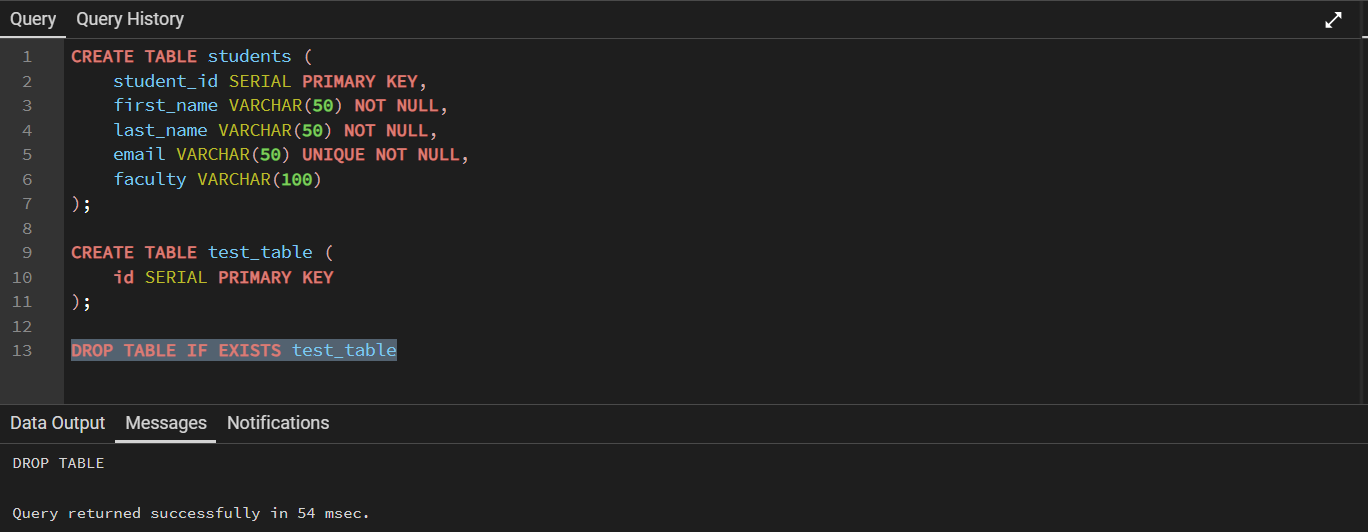 Query Query History
1 CREATE TABLE students (
2 student_id SERIAL PRIMARY KEY,
3 first_name VARCHAR(50) NOT NULL,
4 last_name VARCHAR(50) NOT NULL,
5 email VARCHAR(50) UNIQUE NOT NULL,
6 faculty VARCHAR(100)
7 );
8
9 CREATE TABLE test_table (
10 id SERIAL PRIMARY KEY
11 );
12
13 DROP TABLE IF EXISTS test_table
Data Output Messages Notifications
DROP TABLE
Query returned successfully in 54 msec.